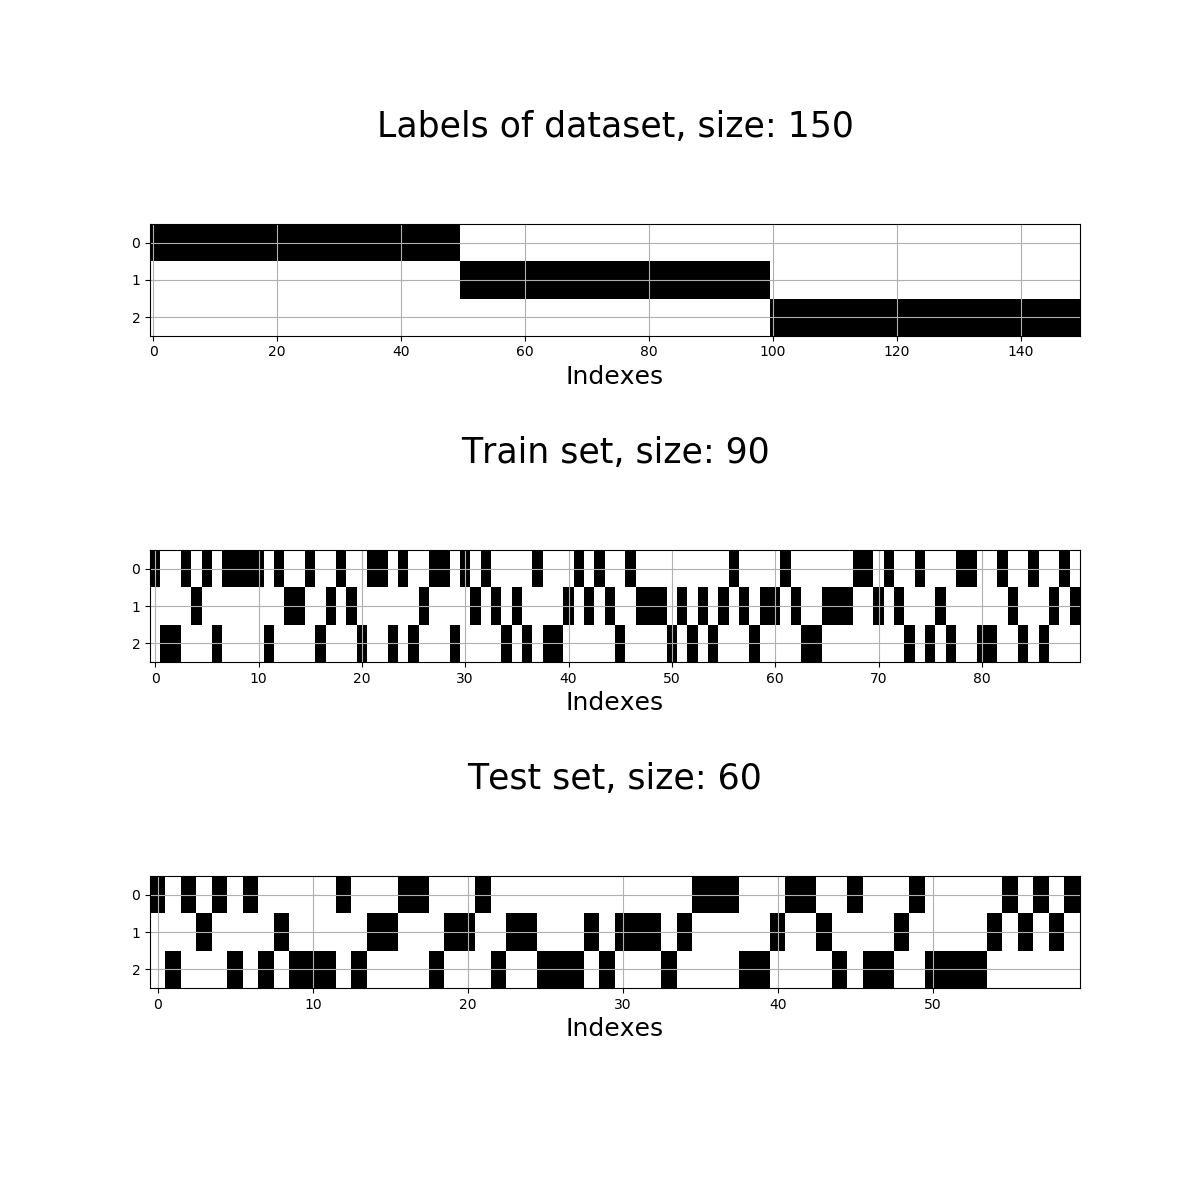 Labels of dataset, size: 150
0
1
2
0 20 40 60 80 100 120 140
Indexes
Train set, size: 90
0
1
2
0 10 20 30 40 50 60 70 80
Indexes
Test set, size: 60
0
1
2
0 10 20 30 40 50
Indexes